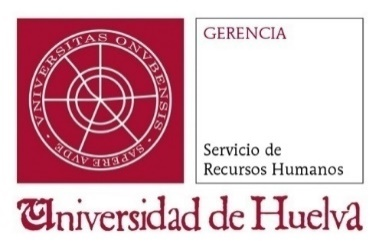 VNIVERSITAS ONVBENSIS · SAPERE AVDE ·
GERENCIA
Servicio de
Recursos Humanos
Universidad de Huelva